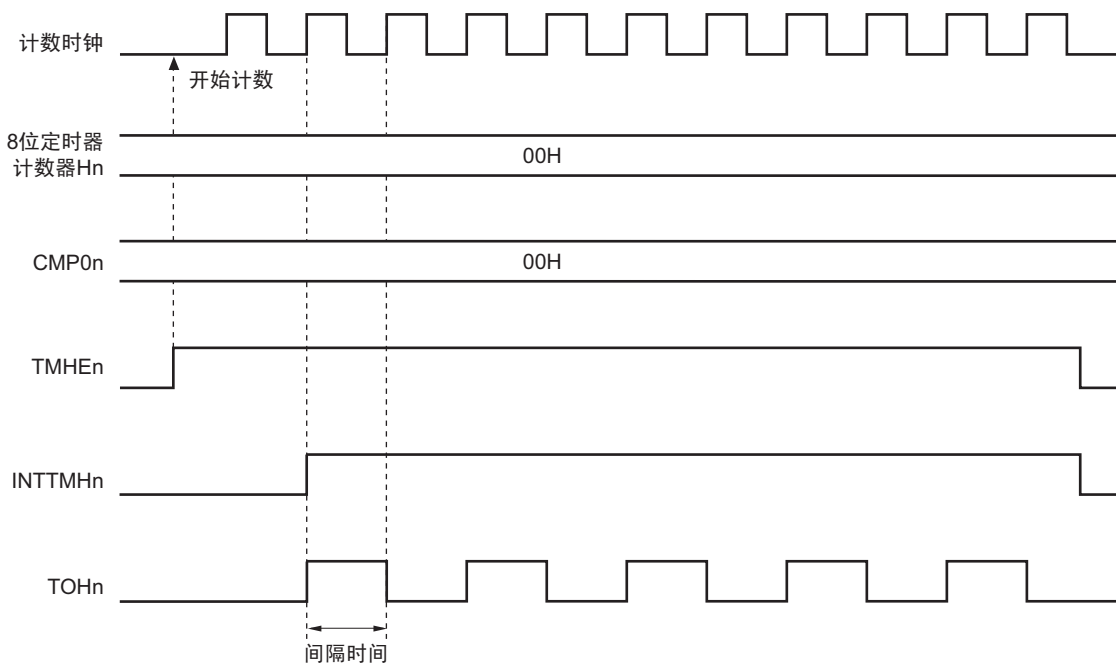 计数时钟
开始计数
8位定时器
计数器Hn
00H
CMP0n
00H
TMHEn
INTTMHn
TOHn
间隔时间